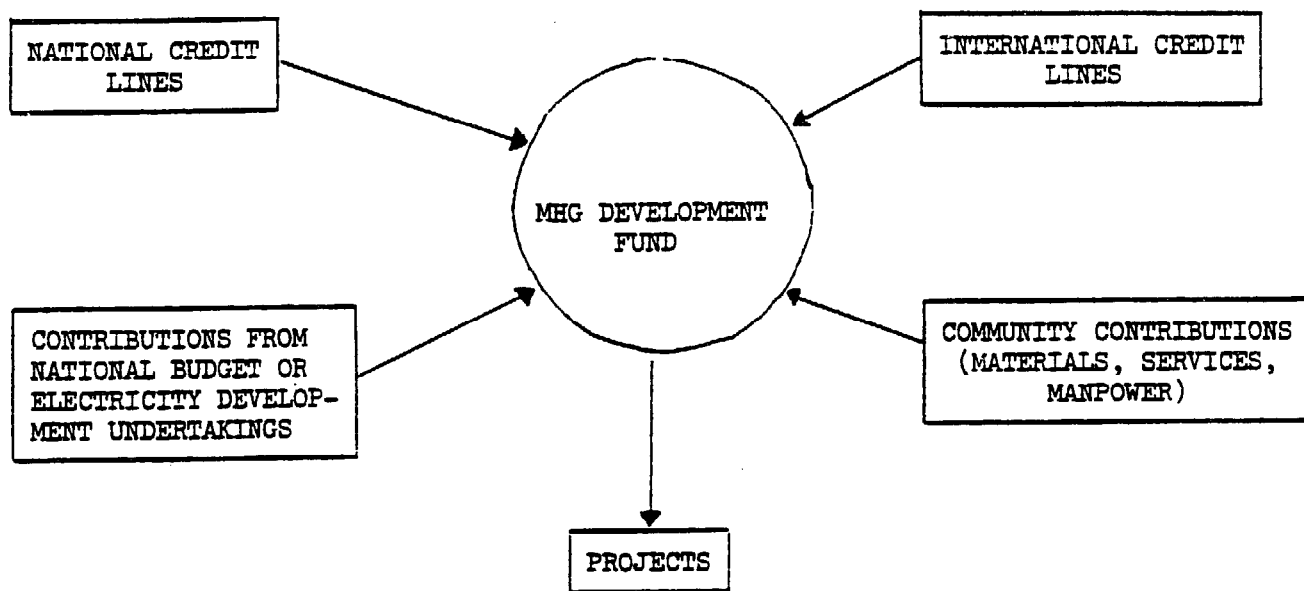 NATIONAL CREDIT
LINES
INTERNATIONAL CREDIT
LINES
MHG DEVELOPMENT
FUND
CONTRIBUTIONS FROM
NATIONAL BUDGET OR
ELECTRICITY DEVELOP-
MENT UNDERTAKINGS
COMMUNITY CONTRIBUTIONS
(MATERIALS, SERVICES,
MANPOWER)
PROJECTS